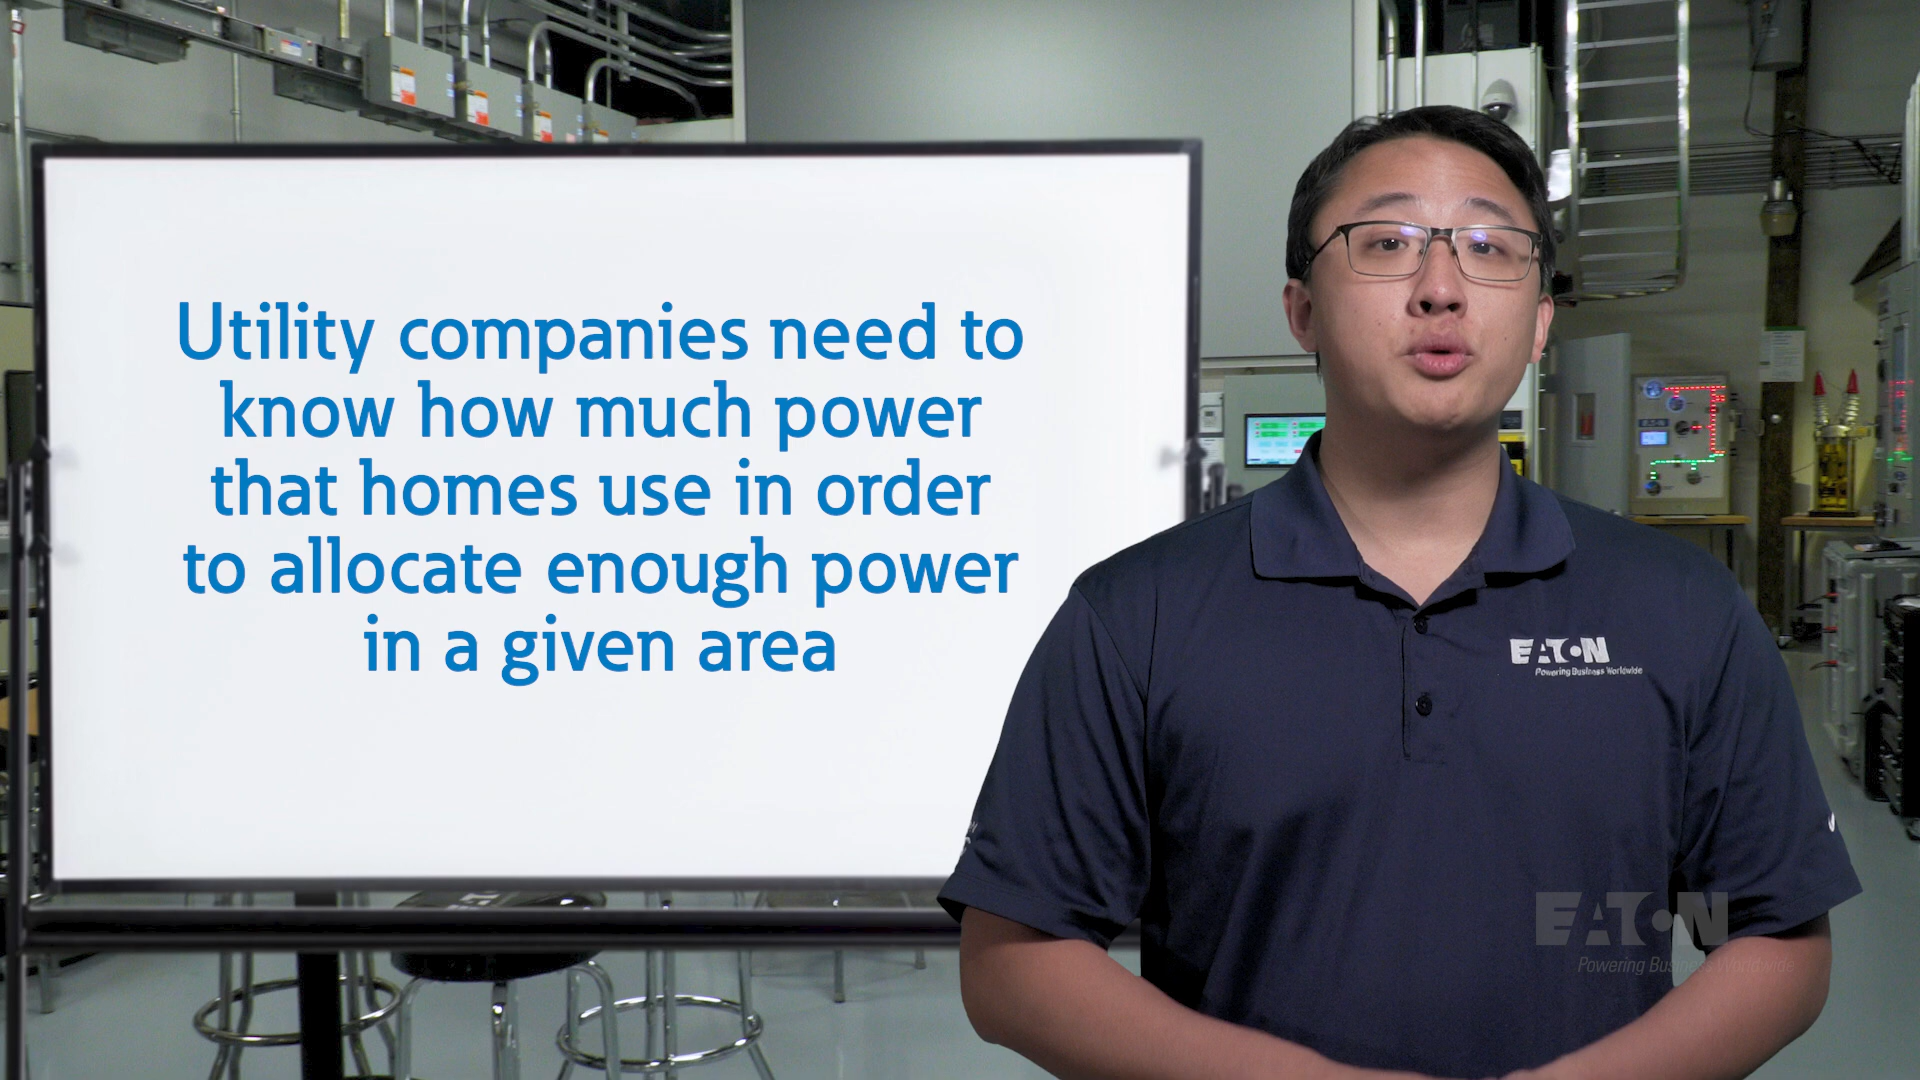 Utility companies need to
know how much power
that homes use in order
to allocate enough power
in a given area
EATON
Powering Business Worldwide
EATON
Powering Business Worldwide